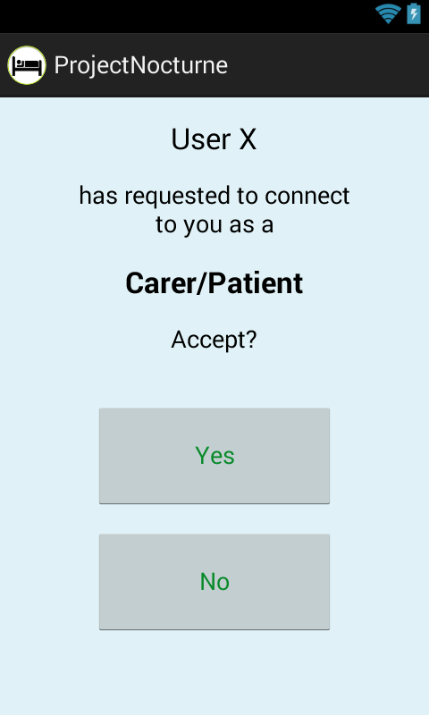 ProjectNocturne
User X
has requested to connect
to you as a
Carer/Patient
Accept?
Yes
No